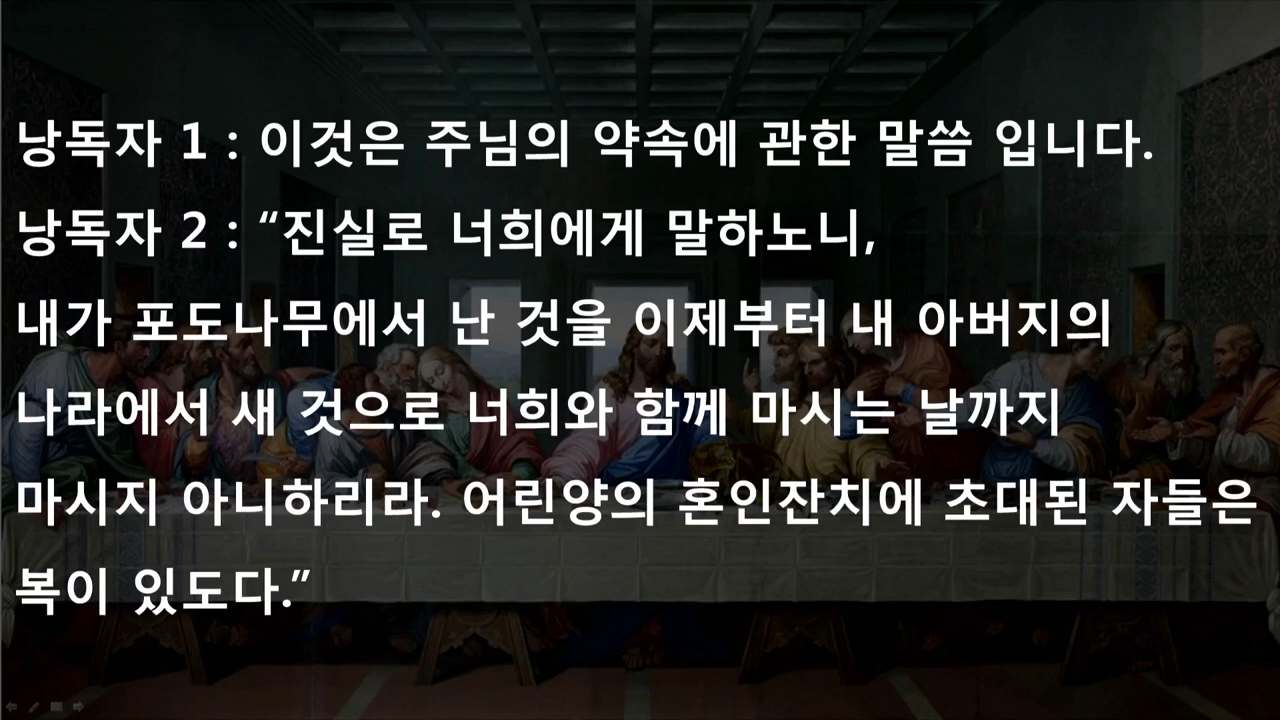 낭독자 1 : 이것은 주님의 약속에 관한 말씀 입니다.
낭독자 2 : “진실로 너희에게 말하노니,
내가 포도나무에서 난 것을 이제부터 내 아버지의
나라에서 새 것으로 너희와 함께 마시는 날까지
마시지 아니하리라. 어린양의 혼인잔치에 초대된 자들은
복이 있도다.”